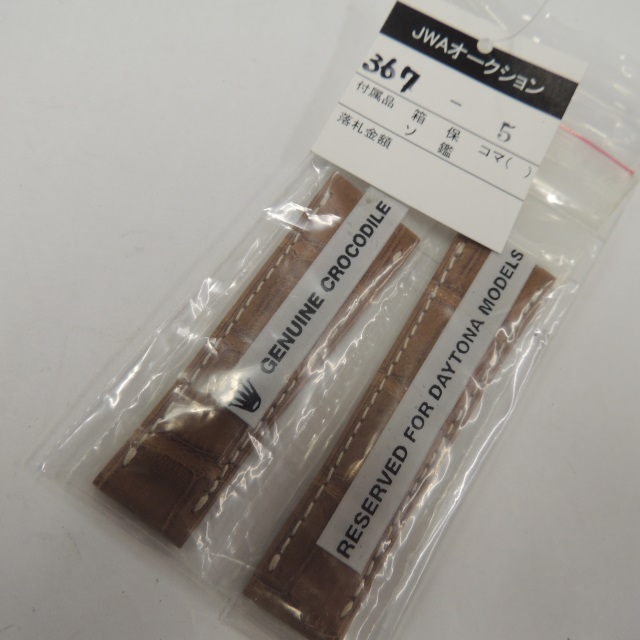 JWAオークション
367 - 5
付属品 箱 保 コマ( )
落札金額 ソ 鑑
GENUINE CROCODILE
RESERVED FOR DAYTONA MODELS